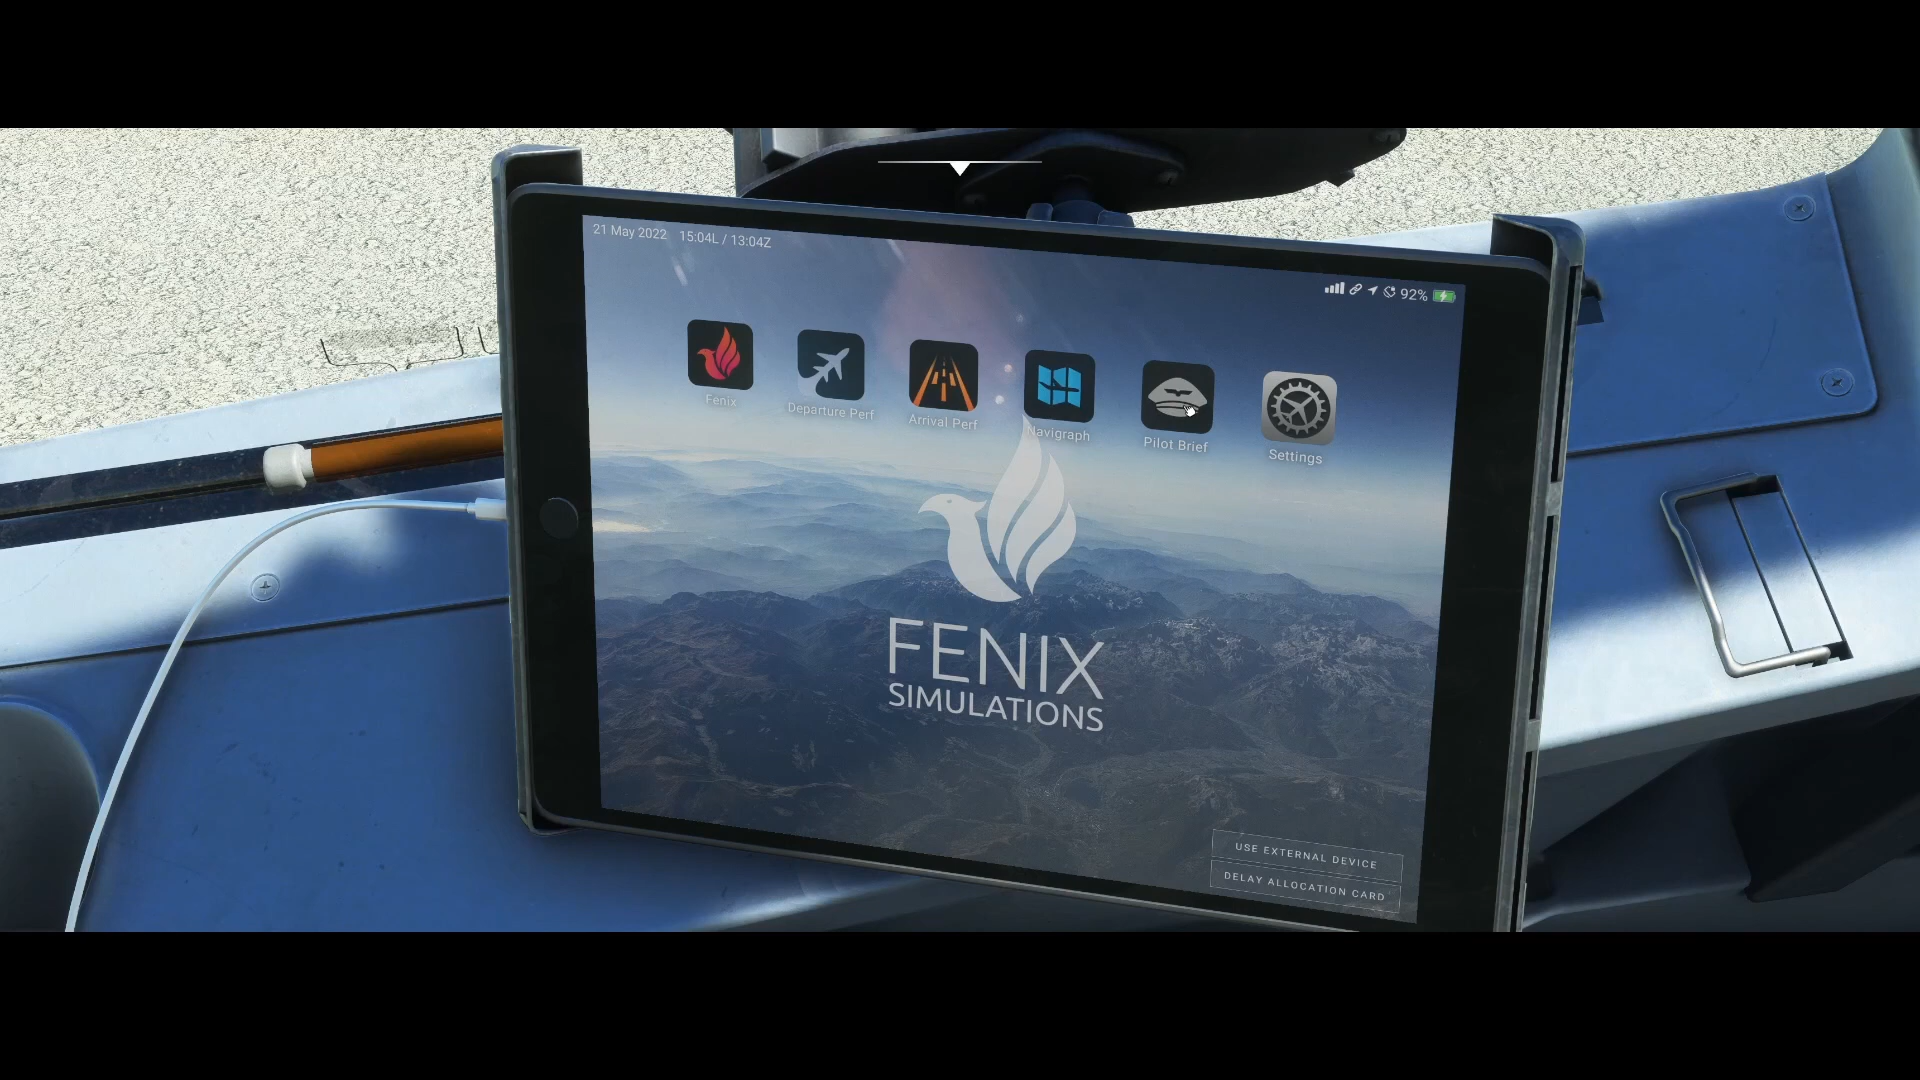 21 May 2022 15:04L / 13:04Z
92%
Fenix
Departure Perf
Arrival Perf
Navigraph
Pilot Brief
Settings
FENIX
SIMULATIONS
USE EXTERNAL DEVICE
DELAY ALLOCATION CARD